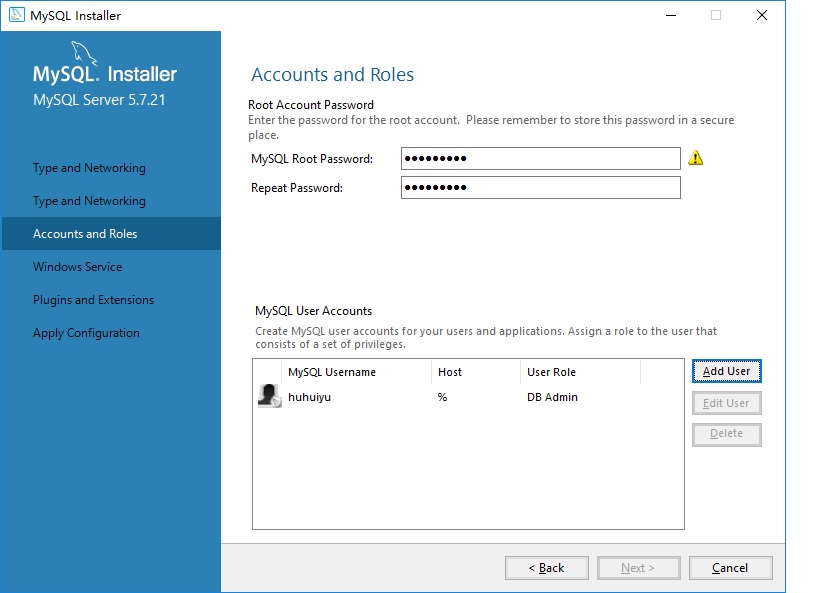 MySQL Installer
MySQL. Installer
MySQL Server 5.7.21
Type and Networking
Type and Networking
Accounts and Roles
Windows Service
Plugins and Extensions
Apply Configuration
Accounts and Roles
Root Account Password
Enter the password for the root account. Please remember to store this password in a secure
place.
MySQL Root Password: ●●●●●●●●●
Repeat Password: ●●●●●●●●●
MySQL User Accounts
Create MySQL user accounts for your users and applications. Assign a role to the user that
consists of a set of privileges.
MySQL Username Host User Role
huhuiyu % DB Admin
Add User
Edit User
Delete
< Back Next > Cancel